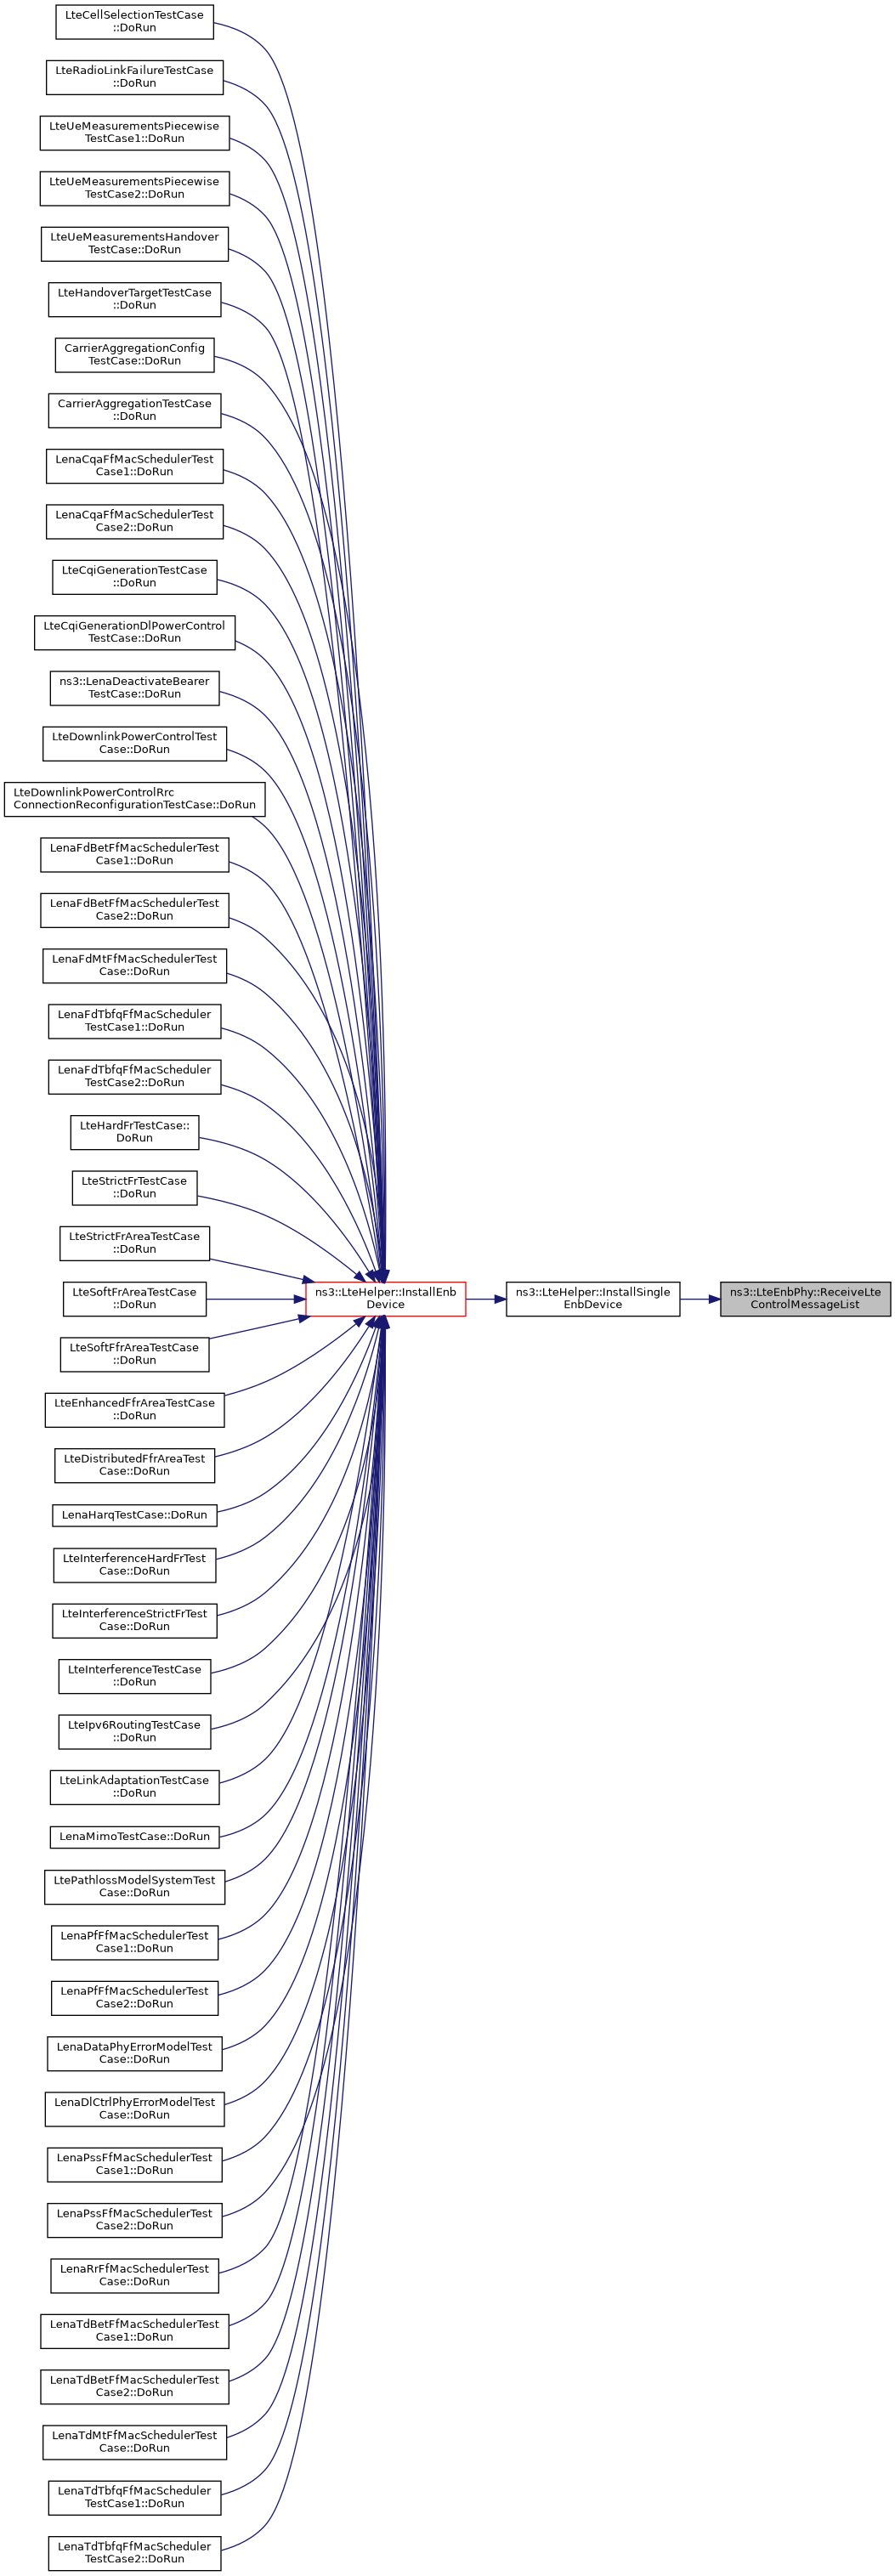 LteCellSelectionTestCase
::DoRun
LteRadioLinkFailureTestCase
::DoRun
LteUeMeasurementsPiecewise
TestCase1::DoRun
LteUeMeasurementsPiecewise
TestCase2::DoRun
LteUeMeasurementsHandover
TestCase::DoRun
LteHandoverTargetTestCase
::DoRun
CarrierAggregationConfig
TestCase::DoRun
CarrierAggregationTestCase
::DoRun
LenaCqaFfMacSchedulerTest
Case1::DoRun
LenaCqaFfMacSchedulerTest
Case2::DoRun
LteCqiGenerationTestCase
::DoRun
LteCqiGenerationDlPowerControl
TestCase::DoRun
ns3::LenaDeactivateBearer
TestCase::DoRun
LteDownlinkPowerControlTest
Case::DoRun
LteDownlinkPowerControlRrc
ConnectionReconfigurationTestCase::DoRun
LenaFdBetFfMacSchedulerTest
Case1::DoRun
LenaFdBetFfMacSchedulerTest
Case2::DoRun
LenaFdMtFfMacSchedulerTest
Case::DoRun
LenaFdTbfqFfMacScheduler
TestCase1::DoRun
LenaFdTbfqFfMacScheduler
TestCase2::DoRun
LteHardFrTestCase::
DoRun
LteStrictFrTestCase
::DoRun
LteStrictFrAreaTestCase
::DoRun
LteSoftFrAreaTestCase
::DoRun
LteSoftFfrAreaTestCase
::DoRun
LteEnhancedFfrAreaTestCase
::DoRun
LteDistributedFfrAreaTest
Case::DoRun
LenaHarqTestCase::DoRun
LteInterferenceHardFrTest
Case::DoRun
LteInterferenceStrictFrTest
Case::DoRun
LteInterferenceTestCase
::DoRun
LteIpv6RoutingTestCase
::DoRun
LteLinkAdaptationTestCase
::DoRun
LenaMimoTestCase::DoRun
LtePathlossModelSystemTest
Case::DoRun
LenaPfFfMacSchedulerTest
Case1::DoRun
LenaPfFfMacSchedulerTest
Case2::DoRun
LenaDataPhyErrorModelTest
Case::DoRun
LenaDlCtrlPhyErrorModelTest
Case::DoRun
LenaPssFfMacSchedulerTest
Case1::DoRun
LenaPssFfMacSchedulerTest
Case2::DoRun
LenaRrFfMacSchedulerTest
Case::DoRun
LenaTdBetFfMacSchedulerTest
Case1::DoRun
LenaTdBetFfMacSchedulerTest
Case2::DoRun
LenaTdMtFfMacSchedulerTest
Case::DoRun
LenaTdTbfqFfMacScheduler
TestCase1::DoRun
LenaTdTbfqFfMacScheduler
TestCase2::DoRun
ns3::LteHelper::InstallEnb
Device
ns3::LteHelper::InstallSingle
EnbDevice
ns3::LteEnbPhy::ReceiveLte
ControlMessageList